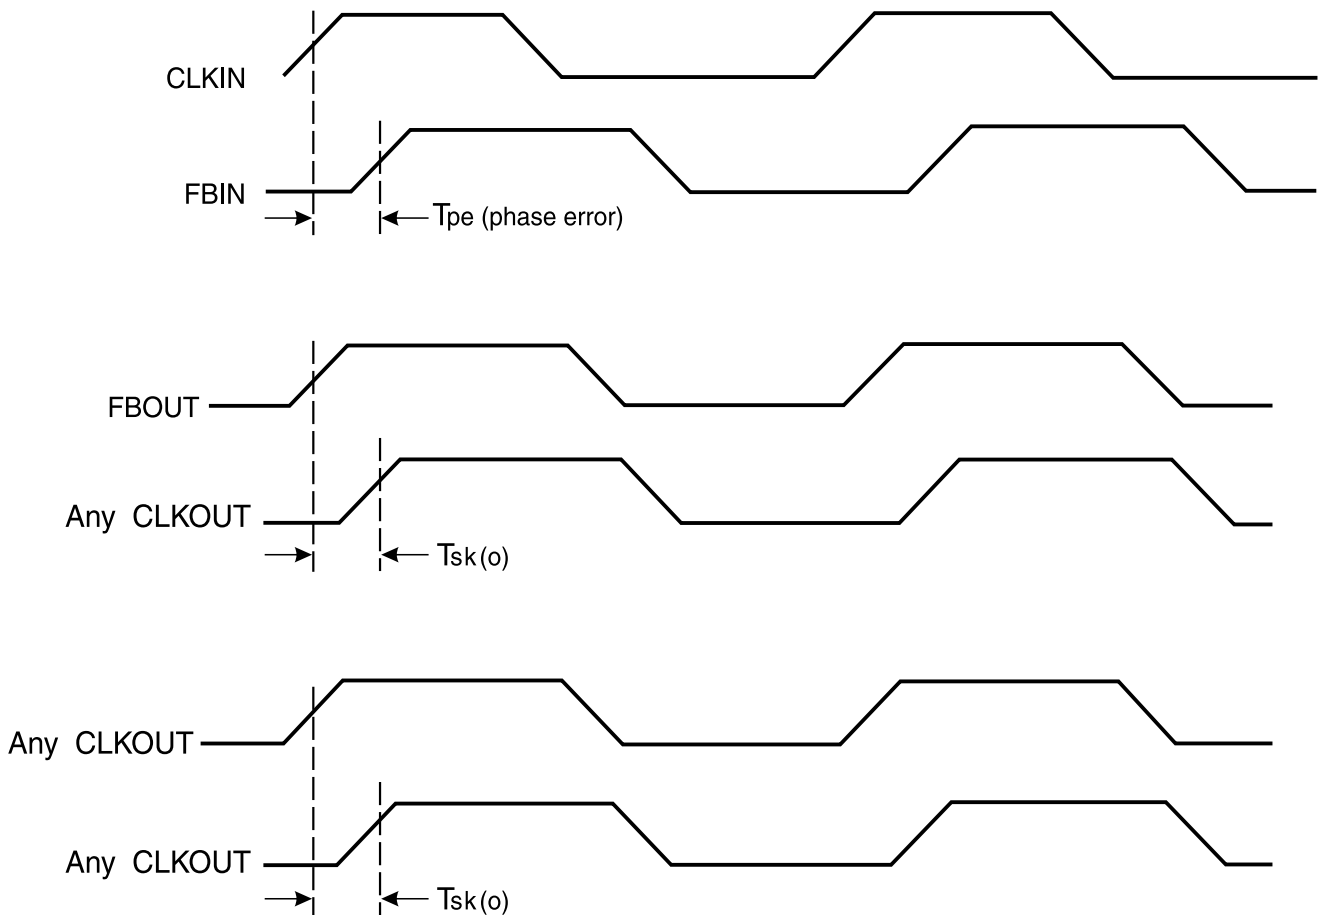 CLKIN
FBIN
Tpe (phase error)
FBOUT
Any CLKOUT
Tsk(o)
Any CLKOUT
Any CLKOUT
Tsk(o)